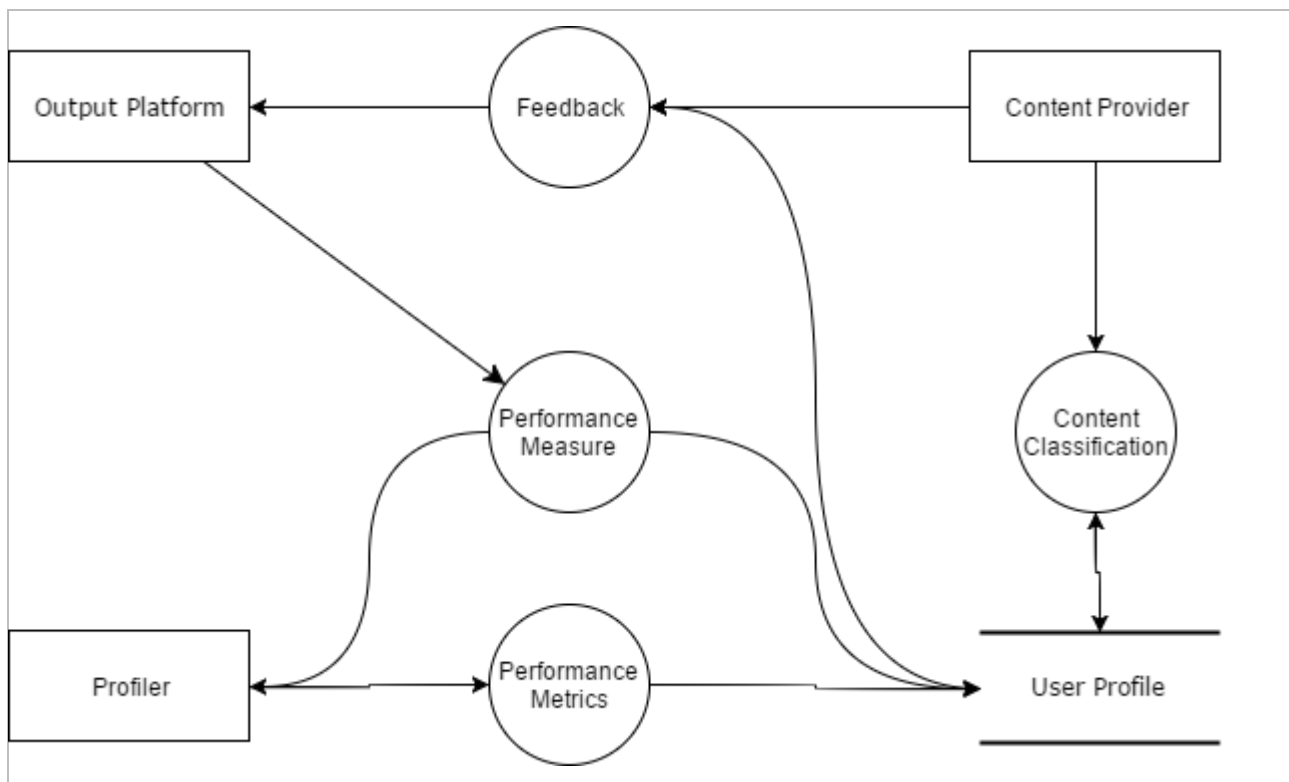 Output Platform
Feedback
Content Provider
Performance
Measure
Content
Classification
Profiler
Performance
Metrics
User Profile